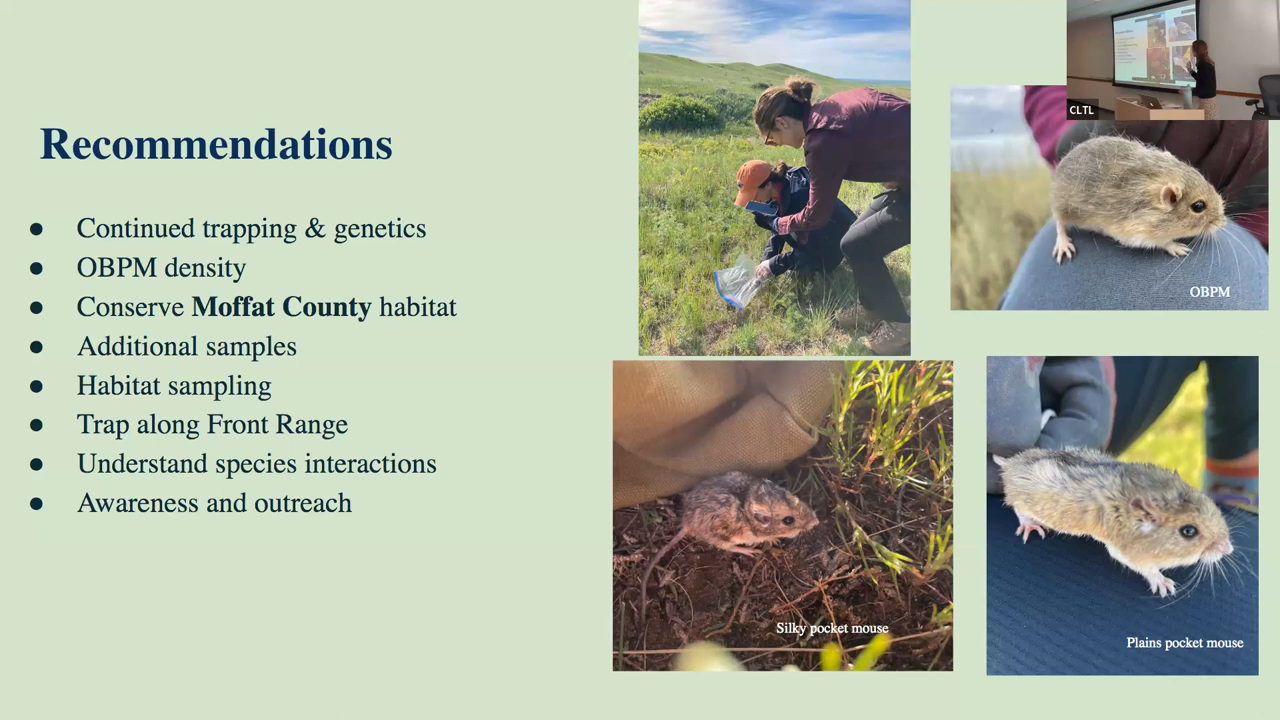 Recommendations
● Continued trapping & genetics
● OBPM density
● Conserve Moffat County habitat
● Additional samples
● Habitat sampling
● Trap along Front Range
● Understand species interactions
● Awareness and outreach
CLTL
OBPM
Silky pocket mouse
Plains pocket mouse